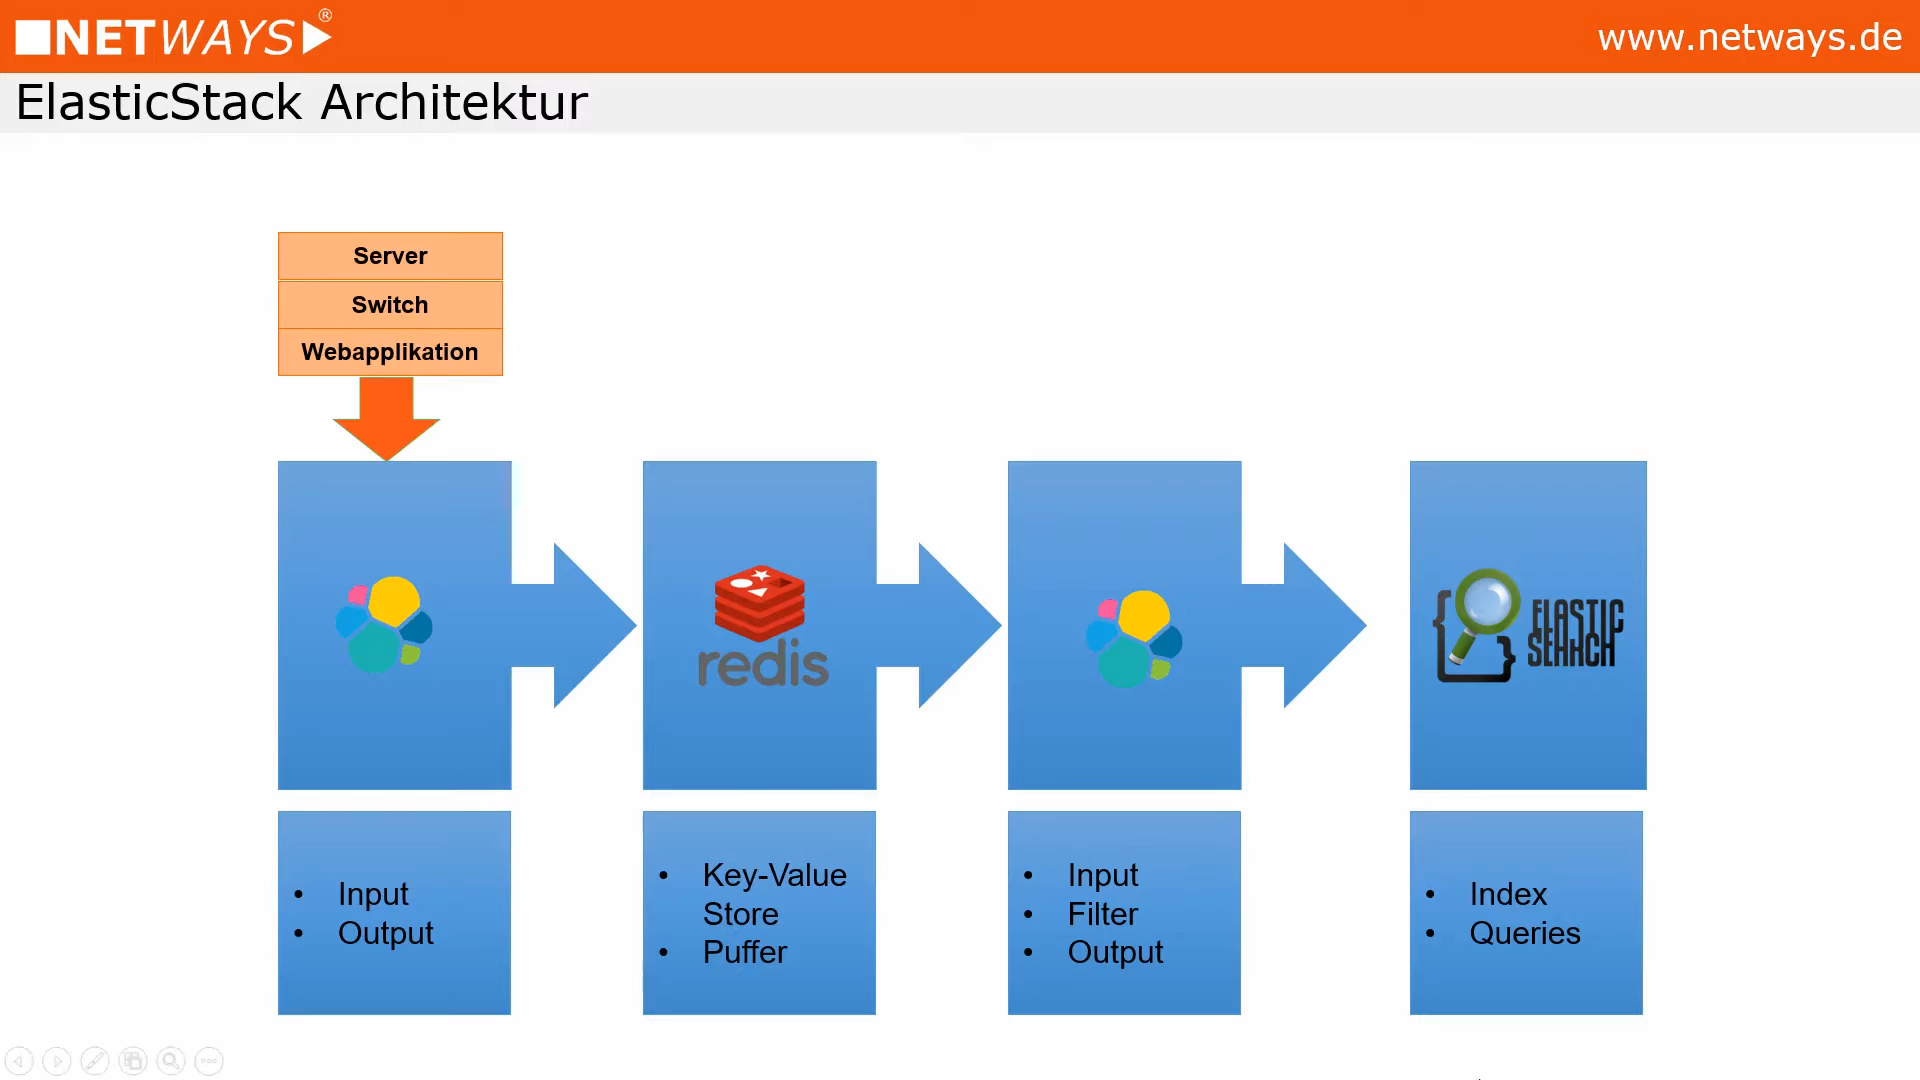 NETWAYS®
www.netways.de
ElasticStack Architektur
Server
Switch
Webapplikation
redis
ELASTIC
SEARCH
• Input
• Output
• Key-Value
Store
• Puffer
• Input
• Filter
• Output
• Index
• Queries